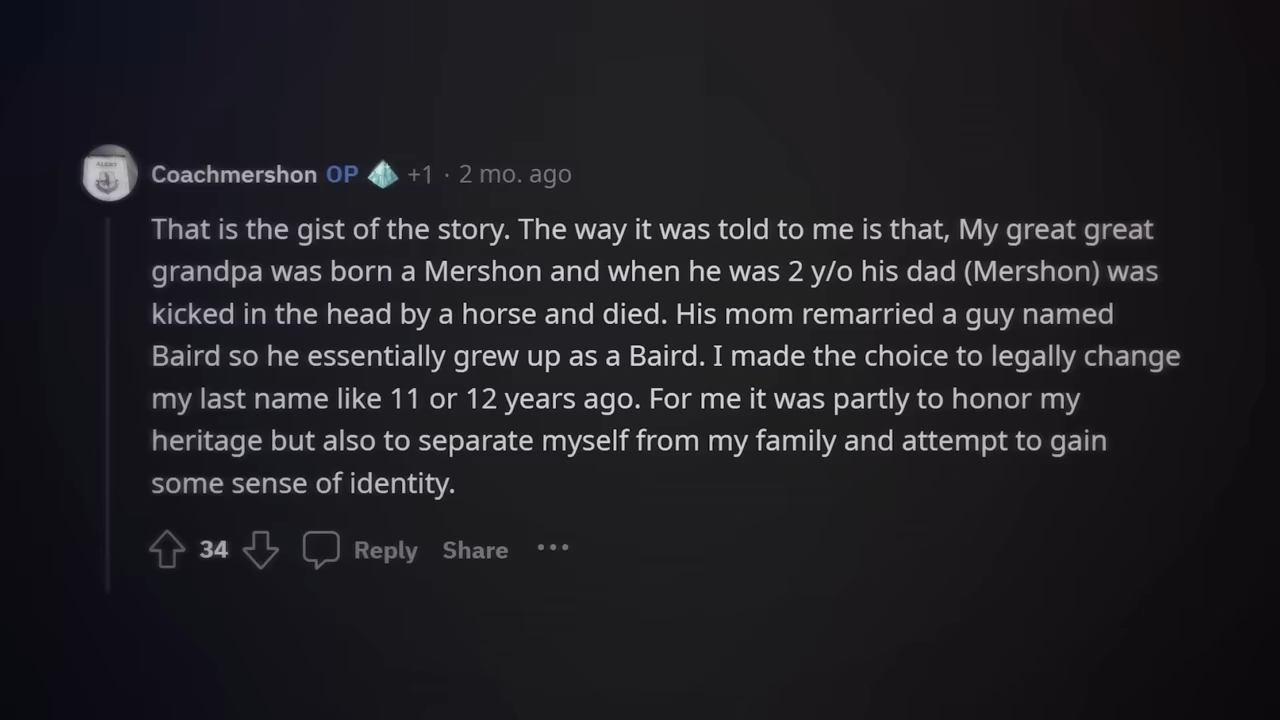 Coachmershon OP +1 · 2 mo. ago
That is the gist of the story. The way it was told to me is that, My great great
grandpa was born a Mershon and when he was 2 y/o his dad (Mershon) was
kicked in the head by a horse and died. His mom remarried a guy named
Baird so he essentially grew up as a Baird. I made the choice to legally change
my last name like 11 or 12 years ago. For me it was partly to honor my
heritage but also to separate myself from my family and attempt to gain
some sense of identity.
34 Reply Share ···